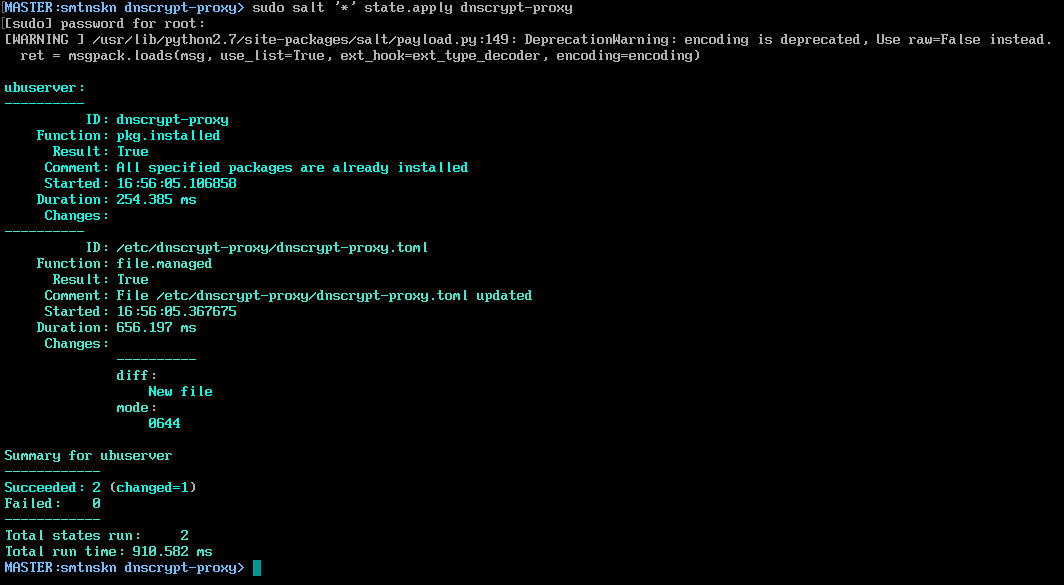 MASTER:smtnskn dnscrypt-proxy> sudo salt '*' state.apply dnscrypt-proxy
[sudo] password for root:
[WARNING ] /usr/lib/python2.7/site-packages/salt/payload.py:149: DeprecationWarning: encoding is deprecated, Use raw=False instead.
  ret = msgpack.loads(msg, use_list=True, ext_hook=ext_type_decoder, encoding=encoding)

ubuserver:
----------
          ID: dnscrypt-proxy
    Function: pkg.installed
      Result: True
     Comment: All specified packages are already installed
     Started: 16:56:05.106858
    Duration: 254.385 ms
     Changes:
----------
          ID: /etc/dnscrypt-proxy/dnscrypt-proxy.toml
    Function: file.managed
      Result: True
     Comment: File /etc/dnscrypt-proxy/dnscrypt-proxy.toml updated
     Started: 16:56:05.367675
    Duration: 656.197 ms
     Changes:
              ----------
              diff:
                  New file
              mode:
                  0644

Summary for ubuserver
------------
Succeeded: 2 (changed=1)
Failed:    0
------------
Total states run:     2
Total run time: 910.582 ms
MASTER:smtnskn dnscrypt-proxy>